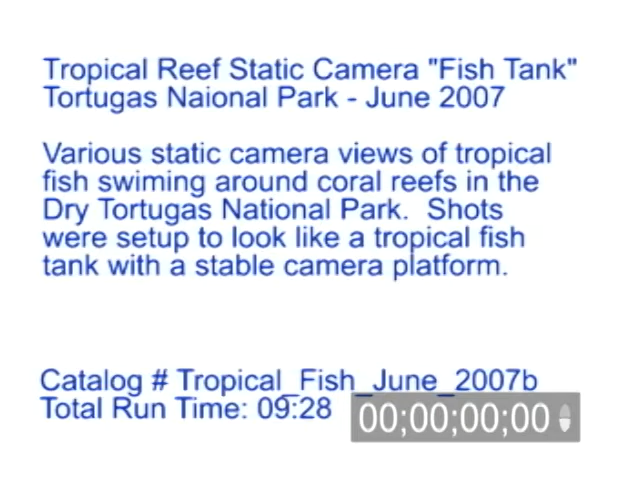 Tropical Reef Static Camera "Fish Tank"
Tortugas Naional Park - June 2007
Various static camera views of tropical
fish swiming around coral reefs in the
Dry Tortugas National Park.  Shots
were setup to look like a tropical fish
tank with a stable camera platform.
Catalog # Tropical_Fish_June_2007b
Total Run Time: 09:28
00;00;00;00